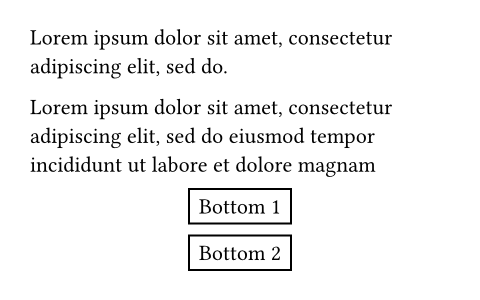 Lorem ipsum dolor sit amet, consectetur
adipiscing elit, sed do.
Lorem ipsum dolor sit amet, consectetur
adipiscing elit, sed do eiusmod tempor
incididunt ut labore et dolore magnam
Bottom 1
Bottom 2